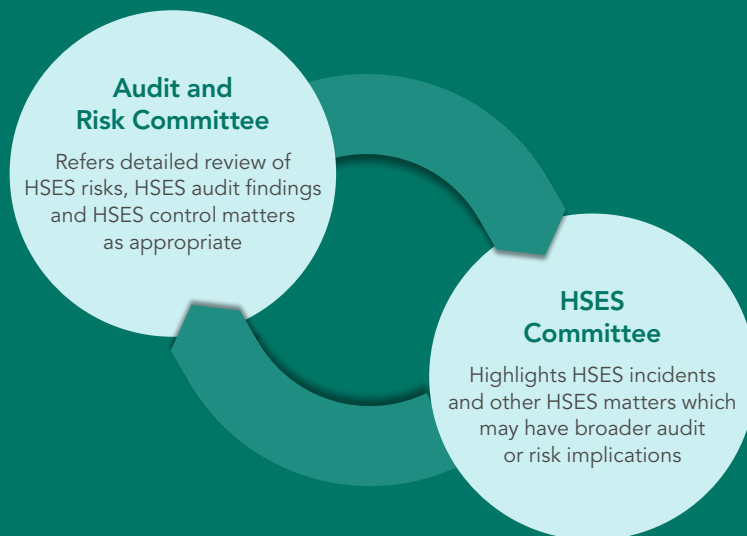 Audit and
Risk Committee
Refers detailed review of
HSES risks, HSES audit findings
and HSES control matters
as appropriate
HSES
Committee
Highlights HSES incidents
and other HSES matters which
may have broader audit
or risk implications